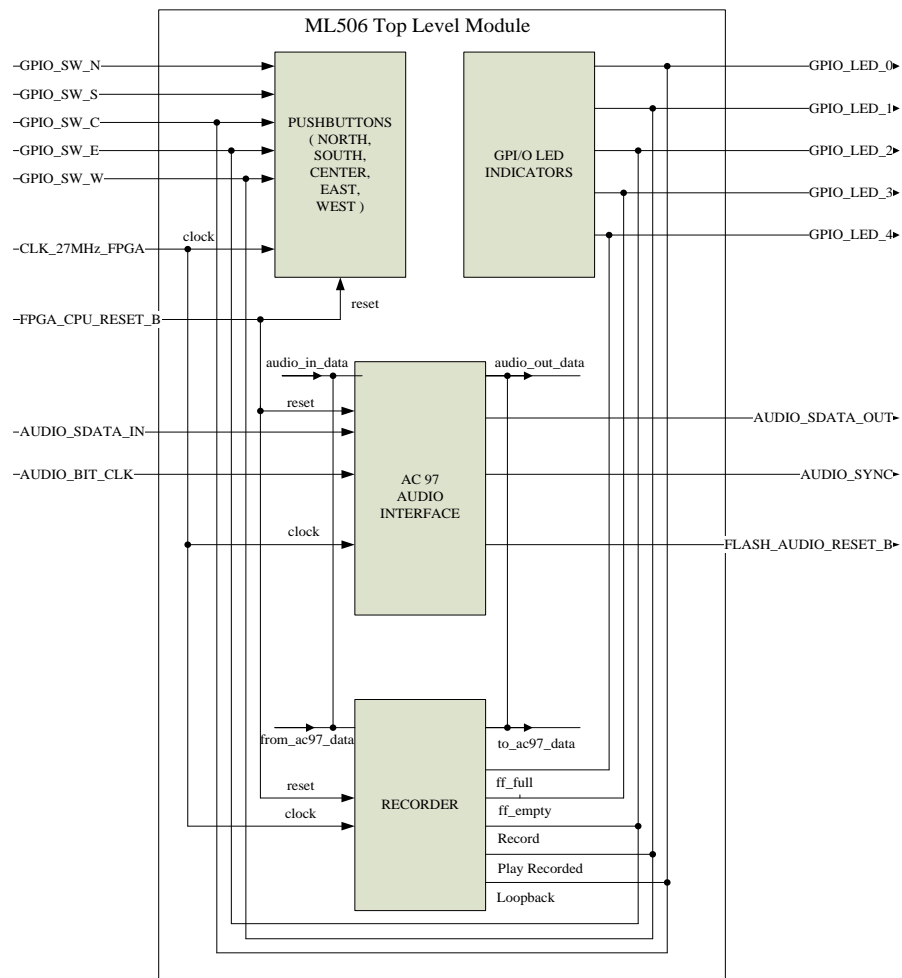 ML506 Top Level Module
GPIO_SW_N
GPIO_SW_S
GPIO_SW_C
GPIO_SW_E
GPIO_SW_W
CLK_27MHz_FPGA
clock
FPGA_CPU_RESET_B
reset
PUSHBUTTONS
( NORTH,
SOUTH,
CENTER,
EAST,
WEST )
GPI/O LED
INDICATORS
GPIO_LED_0
GPIO_LED_1
GPIO_LED_2
GPIO_LED_3
GPIO_LED_4
audio_in_data
audio_out_data
reset
AUDIO_SDATA_IN
AUDIO_BIT_CLK
clock
AC 97
AUDIO
INTERFACE
AUDIO_SDATA_OUT
AUDIO_SYNC
FLASH_AUDIO_RESET_B
from_ac97_data
to_ac97_data
reset
clock
RECORDER
ff_full
ff_empty
Record
Play Recorded
Loopback